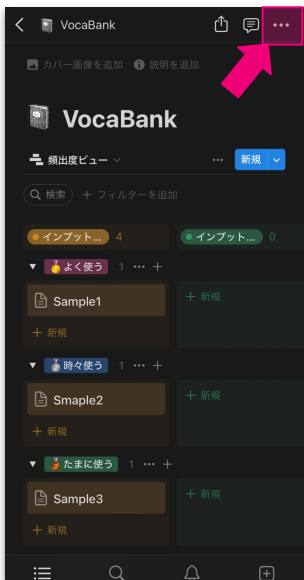 VocaBank
カバー画像を追加 説明を追加
VocaBank
頻出度ビュー ... 新規
検索 + フィルターを追加
インプット... 4 インプット... 0
よく使う 1 ... +
Sample1 + 新規
+ 新規
時々使う 1 ... +
Smaple2 + 新規
+ 新規
たまに使う 1 ... +
Sample3 + 新規
+ 新規